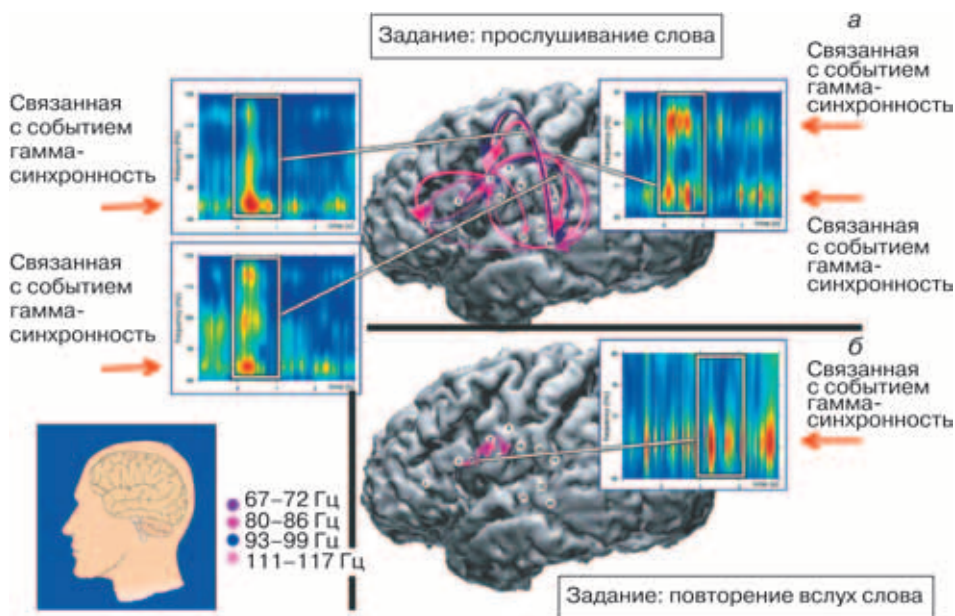 Задание: прослушивание слова
а
Связанная
с событием
гамма-
синхронность
Связанная
с событием
гамма-
синхронность
Связанная
с событием
гамма-
синхронность
Связанная
с событием
гамма-
синхронность
б
Связанная
с событием
гамма-
синхронность
67–72 Гц
80–86 Гц
93–99 Гц
111–117 Гц
Задание: повторение вслух слова